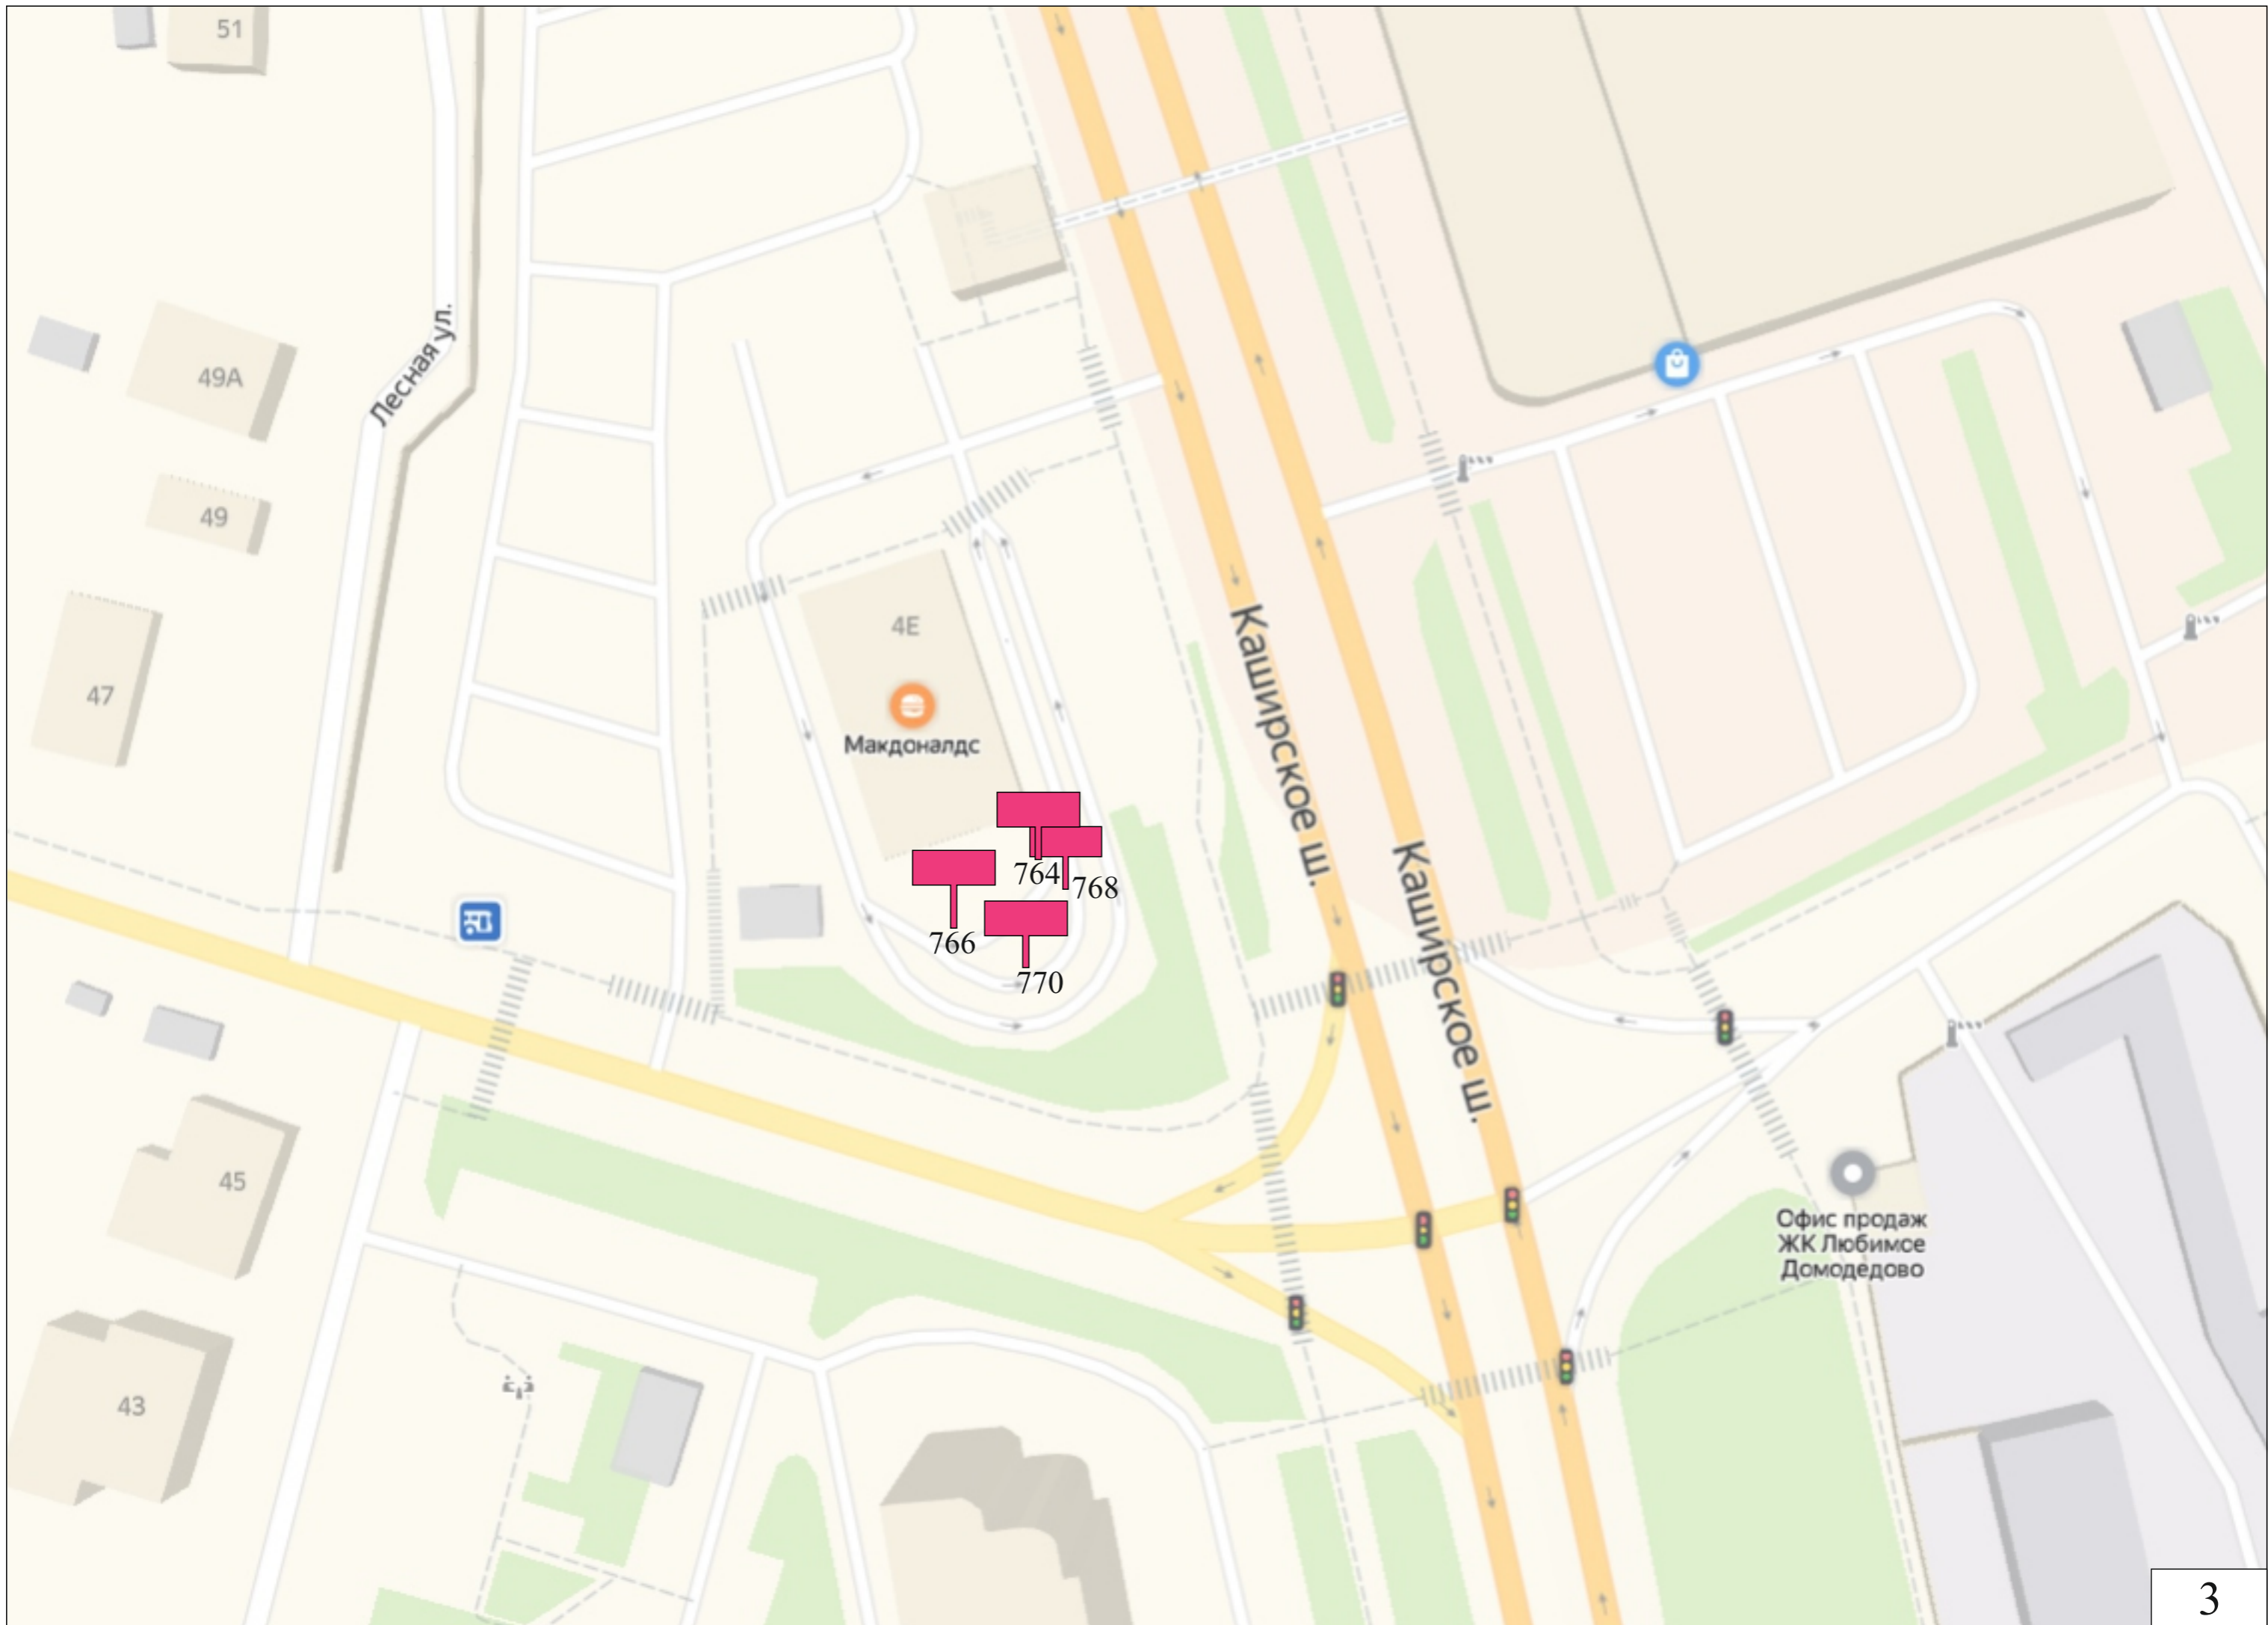 51
Лесная ул.
49А
49
47
4Е
Макдоналдс
Каширское ш.
Каширское ш.
764
768
766
770
45
43
Офис продаж
ЖК Любимое
Домодедово
3